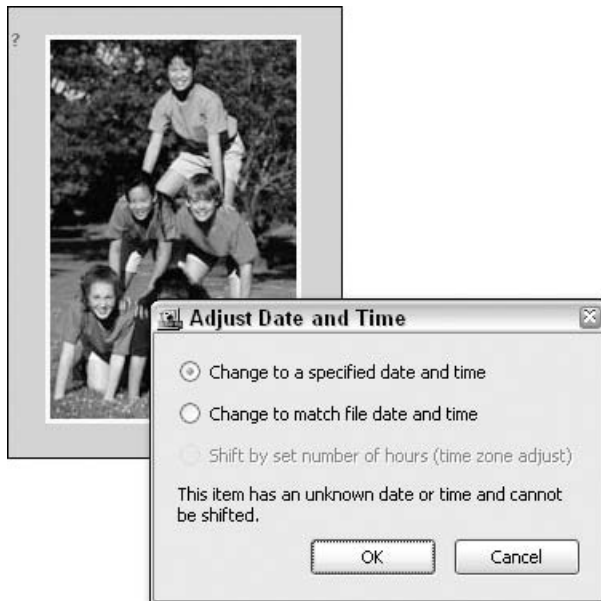 ?
Adjust Date and Time
Change to a specified date and time
Change to match file date and time
Shift by set number of hours (time zone adjust)
This item has an unknown date or time and cannot
be shifted.
OK
Cancel